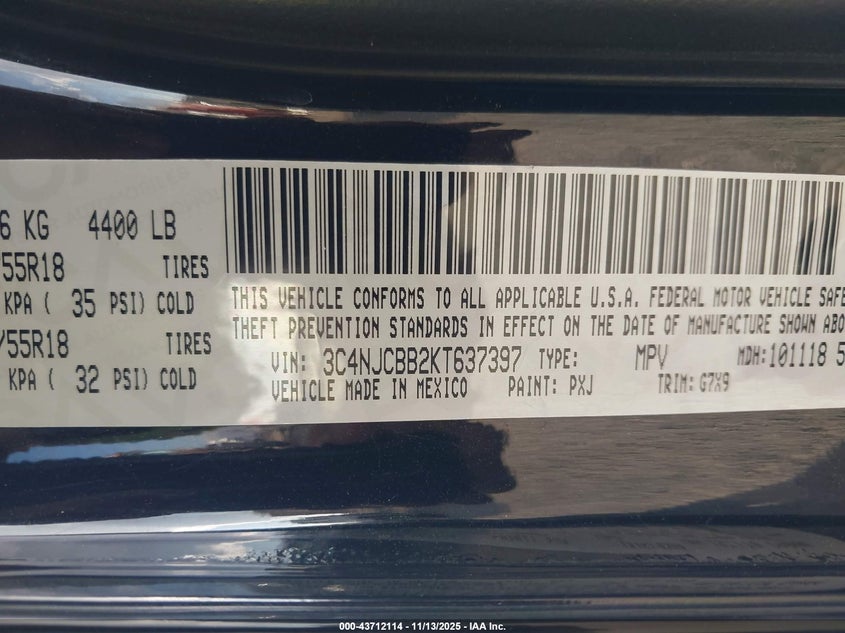 6 KG 4400 LB
55R18 TIRES
KPA ( 35 PSI) COLD
/55R18 TIRES
KPA ( 32 PSI) COLD
THIS VEHICLE CONFORMS TO ALL APPLICABLE U.S.A. FEDERAL MOTOR VEHICLE SAFE
THEFT PREVENTION STANDARDS IN EFFECT ON THE DATE OF MANUFACTURE SHOWN ABO
VIN: 3C4NJCBB2KT637397 TYPE: MPV MDH: 101118 5
VEHICLE MADE IN MEXICO PAINT: PXJ TRIM: G7X9
000-43712114 - 11/13/2025 - IAA Inc.